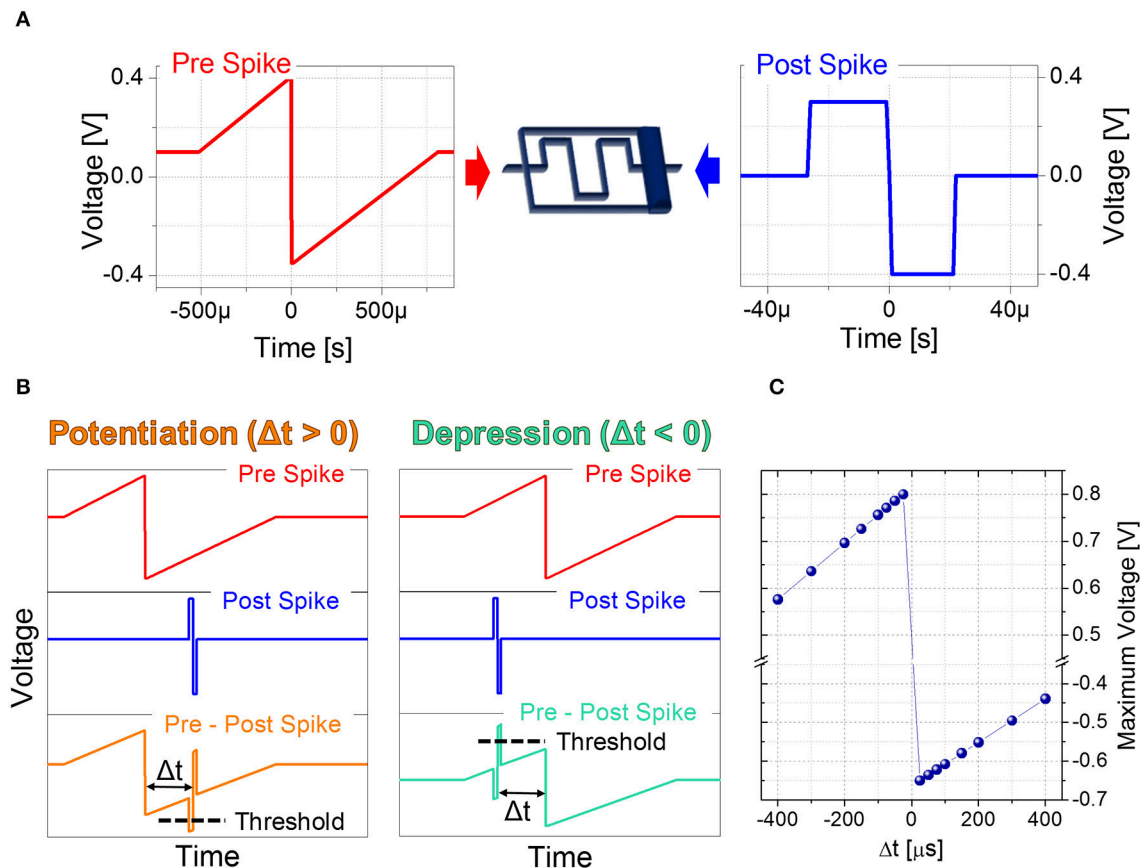 A
Pre Spike
0.4
0.0
-0.4
Voltage [V]
-500µ 0 500µ
Time [s]
Post Spike
0.4
0.0
-0.4
Voltage [V]
-40µ 0 40µ
Time [s]
B
Potentiation (Δt > 0)
Pre Spike
Post Spike
Pre - Post Spike
Δt
Threshold
Voltage
Time
Depression (Δt < 0)
Pre Spike
Post Spike
Pre - Post Spike
Threshold
Δt
Time
C
0.8
0.7
0.6
0.5
-0.4
-0.5
-0.6
-0.7
Maximum Voltage [V]
-400 -200 0 200 400
Δt [µs]